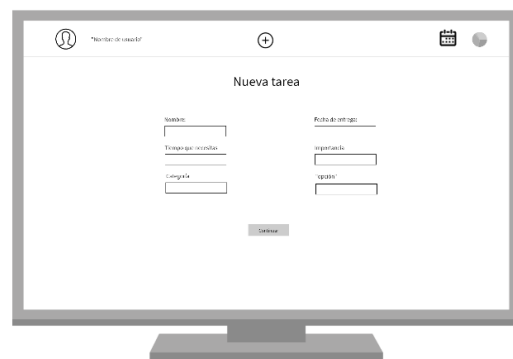 "Nombre de usuario"
Nueva tarea
Nombre:
Fecha de entrega:
Tiempo que necesitas
Importancia
Categoría
"opción"
Continuar